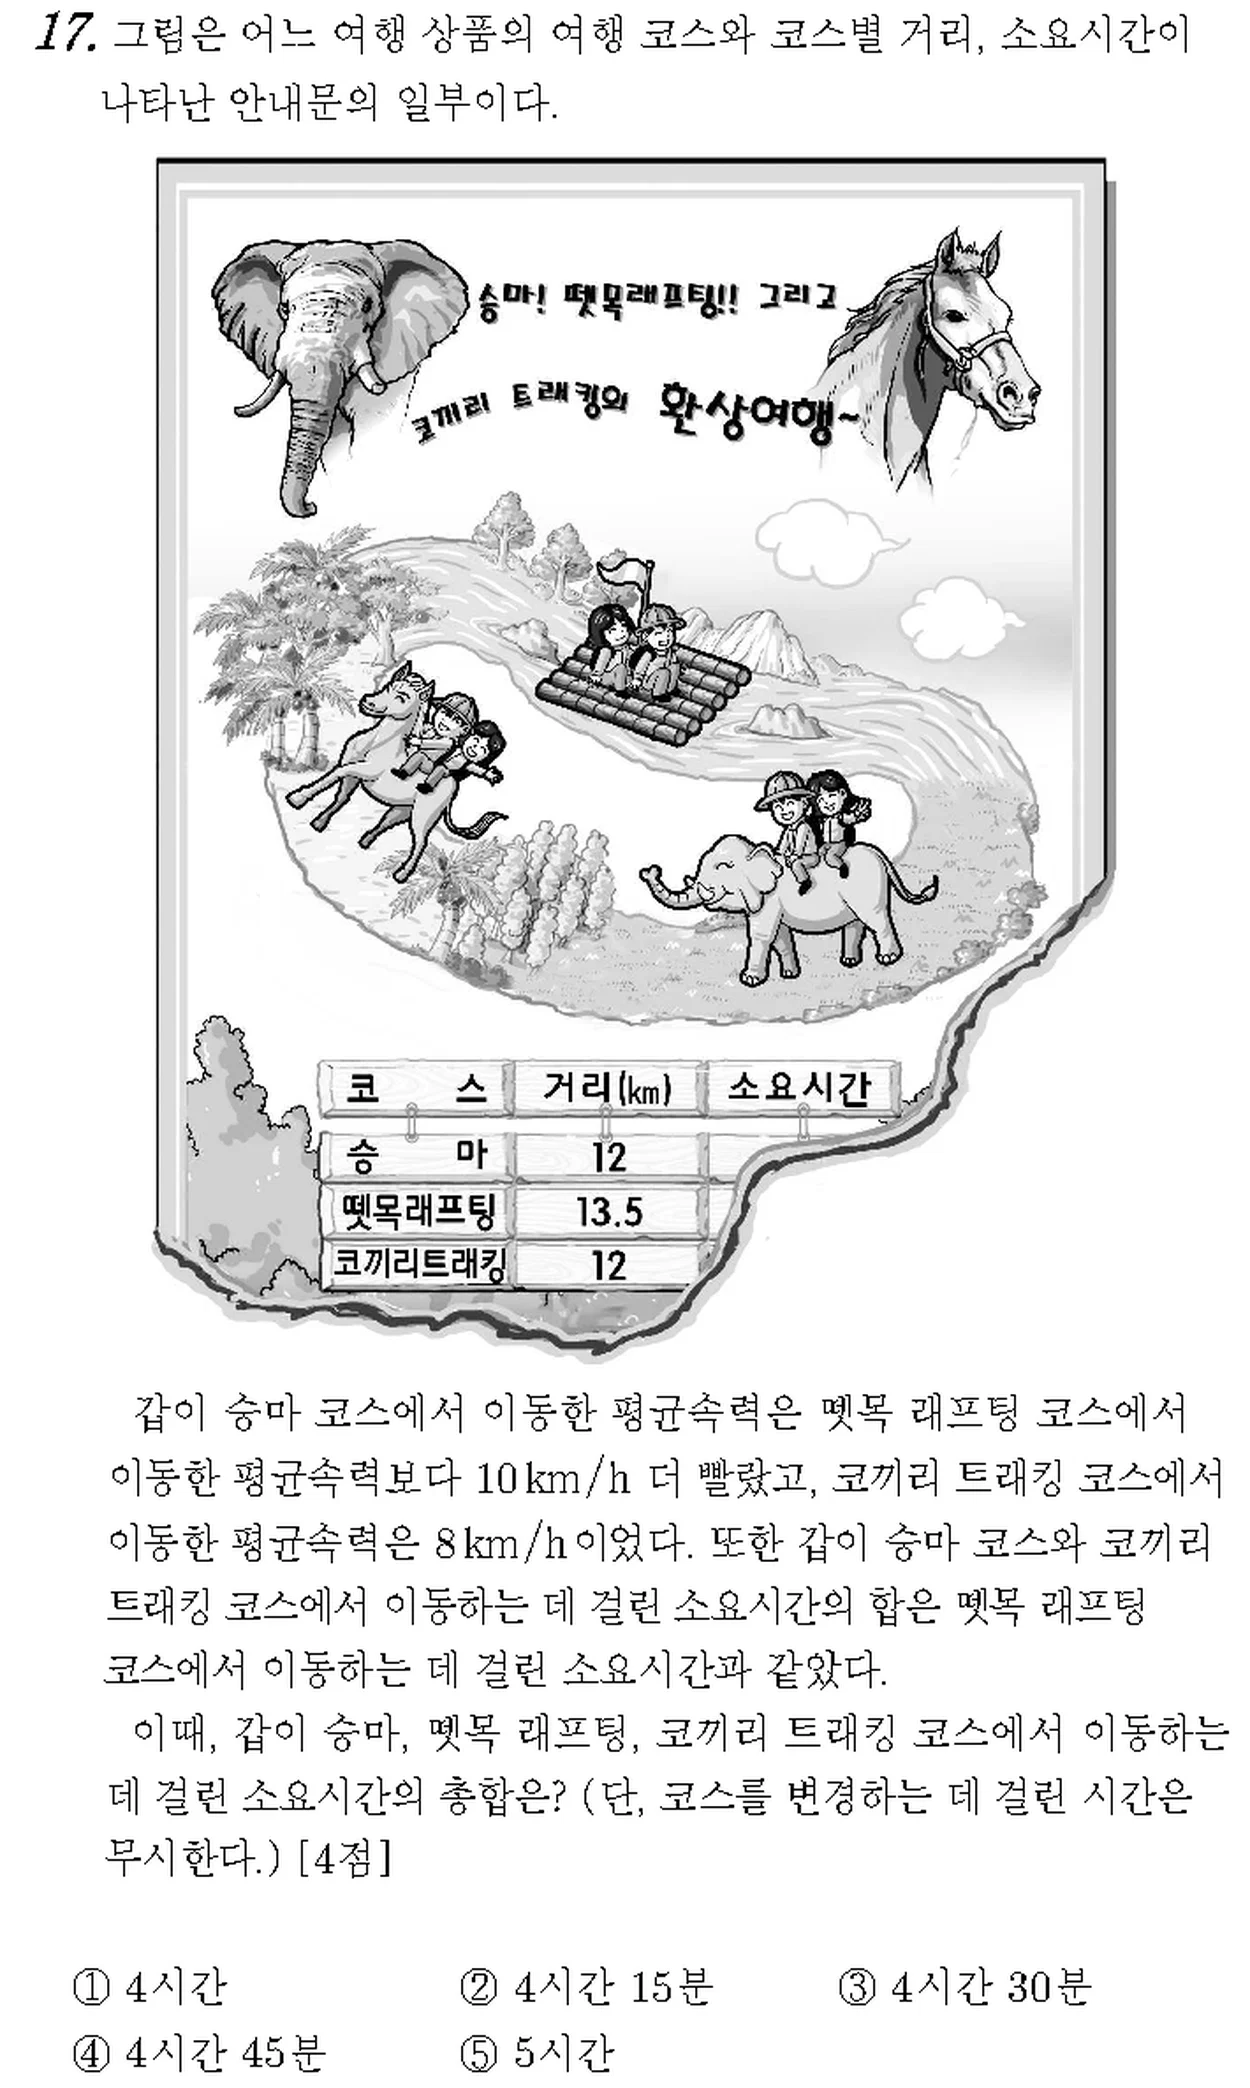 17. 그림은 어느 여행 상품의 여행 코스와 코스별 거리, 소요시간이
나타난 안내문의 일부이다.
승마! 뗏목래프팅!! 그리고
코끼리 트래킹의 환상여행~
코 스 거리(km) 소요시간
승 마 12
뗏목래프팅 13.5
코끼리트래킹 12
갑이 승마 코스에서 이동한 평균속력은 뗏목 래프팅 코스에서
이동한 평균속력보다 10km/h 더 빨랐고, 코끼리 트래킹 코스에서
이동한 평균속력은 8km/h이었다. 또한 갑이 승마 코스와 코끼리
트래킹 코스에서 이동하는 데 걸린 소요시간의 합은 뗏목 래프팅
코스에서 이동하는 데 걸린 소요시간과 같았다.
이때, 갑이 승마, 뗏목 래프팅, 코끼리 트래킹 코스에서 이동하는
데 걸린 소요시간의 총합은? (단, 코스를 변경하는 데 걸린 시간은
무시한다.) [4점]
① 4시간 ② 4시간 15분 ③ 4시간 30분
④ 4시간 45분 ⑤ 5시간